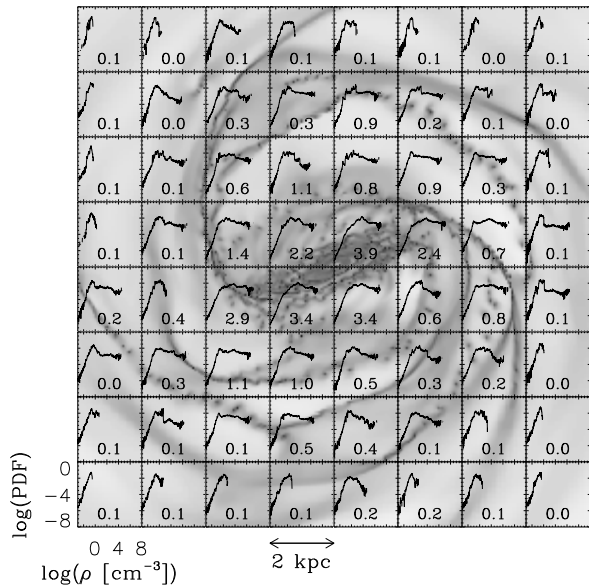 0.1 0.0 0.1 0.1 0.1 0.1 0.0 0.1
0.1 0.0 0.3 0.3 0.9 0.2 0.1 0.0
0.1 0.1 0.6 1.1 0.8 0.9 0.3 0.1
0.1 0.1 1.4 2.2 3.9 2.4 0.7 0.1
0.2 0.4 2.9 3.4 3.4 0.6 0.8 0.1
0.0 0.3 1.1 1.0 0.5 0.3 0.2 0.0
0.1 0.1 0.1 0.5 0.4 0.1 0.1 0.0
0.1 0.1 0.1 0.1 0.2 0.2 0.1 0.0
log(PDF)
0
−4
−8
0 4 8
log(ρ [cm⁻³])
2 kpc